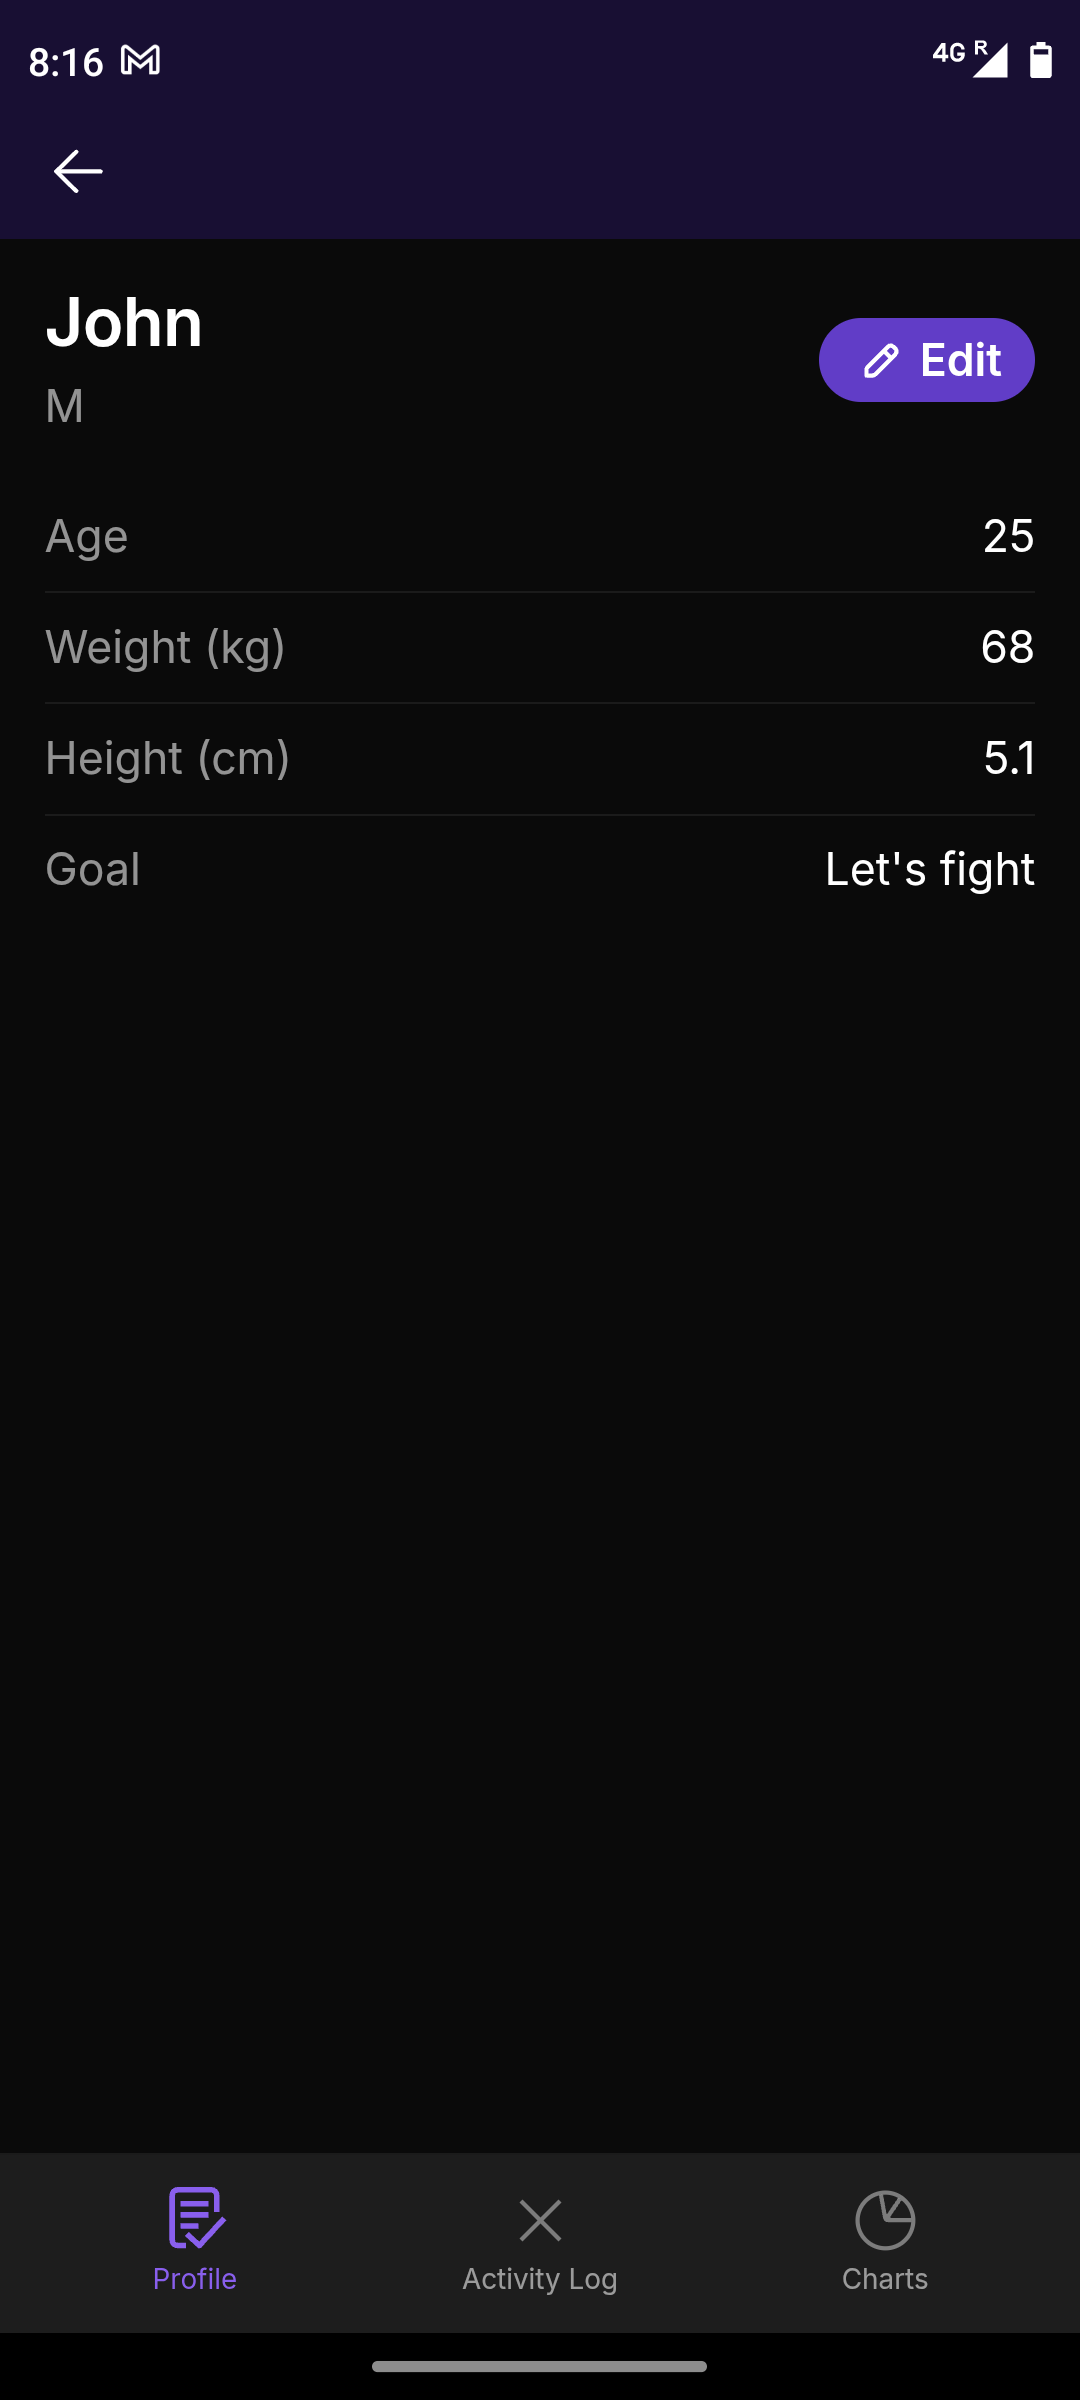 8:16
4G R
John
M
Edit
Age 25
Weight (kg) 68
Height (cm) 5.1
Goal Let's fight
Profile
Activity Log
Charts